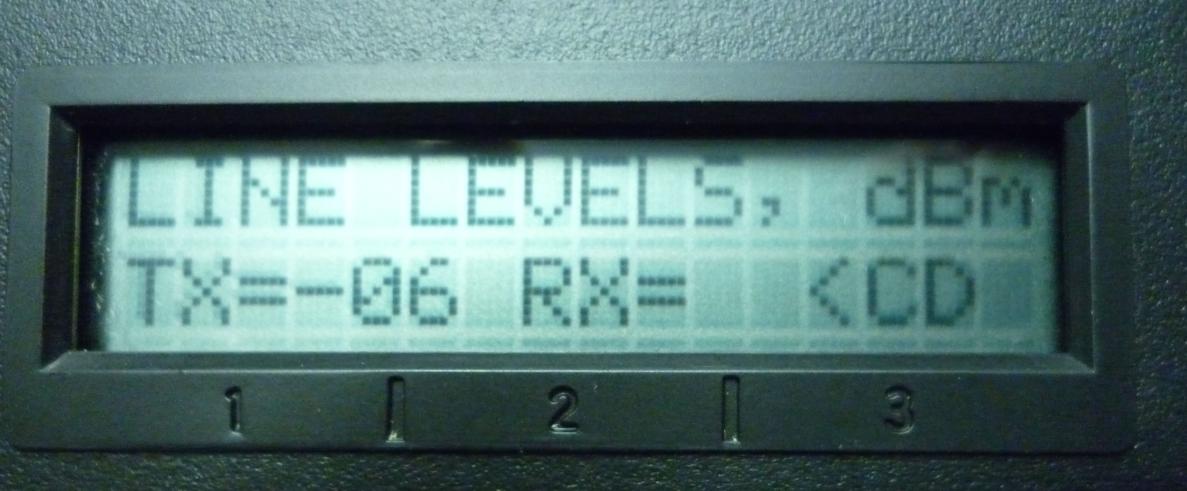 LINE LEVELS, dBm
TX=-06 RX=   <CD
1 2 3